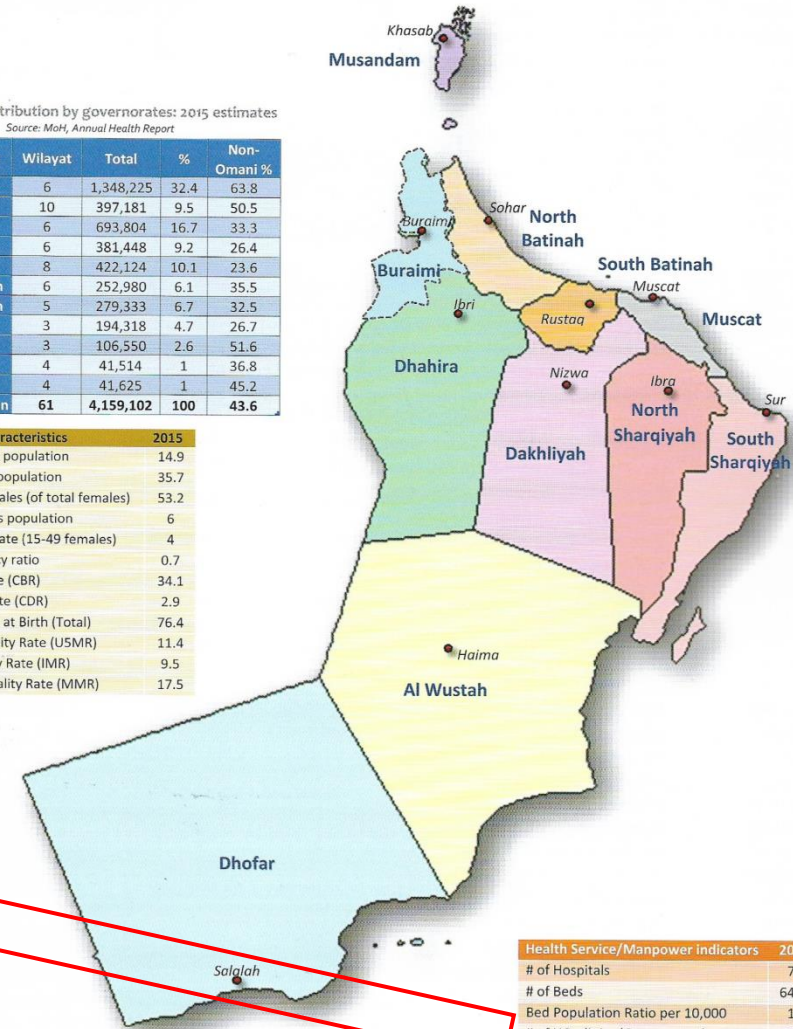 Khasab
Musandam
tribution by governorates: 2015 estimates
Source: MoH, Annual Health Report
Wilayat Total % Non-Omani %
6 1,348,225 32.4 63.8
10 397,181 9.5 50.5
6 693,804 16.7 33.3
6 381,448 9.2 26.4
8 422,124 10.1 23.6
6 252,980 6.1 35.5
5 279,333 6.7 32.5
3 194,318 4.7 26.7
3 106,550 2.6 51.6
4 41,514 1 36.8
4 41,625 1 45.2
61 4,159,102 100 43.6
Sohar
North
Batinah
Buraimi
Buraimi
South Batinah
Muscat
Muscat
Ibri
Rustaq
Dhahira
Nizwa
Ibra
Sur
North
Sharqiyah
South
Sharqiyah
Dakhliyah
aracteristics 2015
population 14.9
population 35.7
ales (of total females) 53.2
s population 6
ate (15-49 females) 4
cy ratio 0.7
e (CBR) 34.1
te (CDR) 2.9
at Birth (Total) 76.4
lity Rate (U5MR) 11.4
y Rate (IMR) 9.5
ality Rate (MMR) 17.5
Haima
Al Wustah
Dhofar
Salalah
Health Service/Manpower indicators 20
# of Hospitals 7
# of Beds 64
Bed Population Ratio per 10,000 1